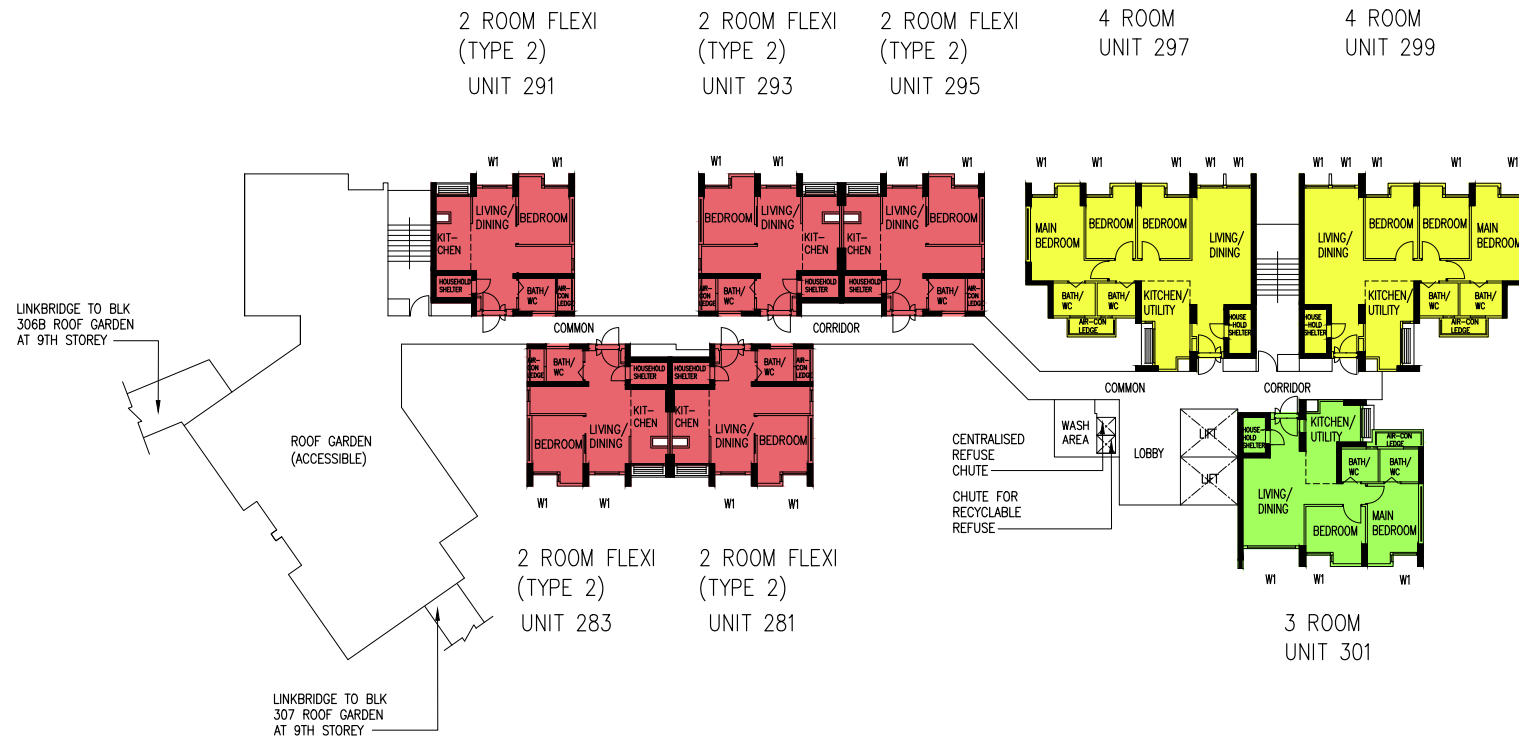 2 ROOM FLEXI
(TYPE 2)
UNIT 291
2 ROOM FLEXI
(TYPE 2)
UNIT 293
2 ROOM FLEXI
(TYPE 2)
UNIT 295
4 ROOM
UNIT 297
4 ROOM
UNIT 299
W1
W1
LIVING/
DINING
BEDROOM
KIT-
CHEN
HOUSEHOLD
SHELTER
BATH/
WC
AIR-
CON
LEDGE
W1
W1
BEDROOM
LIVING/
DINING
KIT-
CHEN
AIR-
CON
LEDGE
BATH/
WC
HOUSEHOLD
SHELTER
W1
W1
LIVING/
DINING
BEDROOM
KIT-
CHEN
HOUSEHOLD
SHELTER
BATH/
WC
AIR-
CON
LEDGE
W1
W1
W1
W1
W1
MAIN
BEDROOM
BEDROOM
BEDROOM
LIVING/
DINING
BATH/
WC
BATH/
WC
KITCHEN/
UTILITY
AIR-CON
LEDGE
HOUSE
-HOLD
SHELTER
W1
W1
W1
W1
W1
LIVING/
DINING
BEDROOM
BEDROOM
MAIN
BEDROOM
KITCHEN/
UTILITY
BATH/
WC
BATH/
WC
HOUSE
-HOLD
SHELTER
AIR-CON
LEDGE
LINKBRIDGE TO BLK
306B ROOF GARDEN
AT 9TH STOREY
COMMON
CORRIDOR
COMMON
CORRIDOR
AIR-
CON
LEDGE
BATH/
WC
HOUSEHOLD
SHELTER
KIT-
CHEN
BEDROOM
LIVING/
DINING
W1
W1
HOUSEHOLD
SHELTER
BATH/
WC
AIR-
CON
LEDGE
KIT-
CHEN
LIVING/
DINING
BEDROOM
W1
W1
ROOF GARDEN
(ACCESSIBLE)
WASH
AREA
LOBBY
LIFT
LIFT
CENTRALISED
REFUSE
CHUTE
CHUTE FOR
RECYCLABLE
REFUSE
HOUSE
-HOLD
SHELTER
KITCHEN/
UTILITY
AIR-CON
LEDGE
BATH/
WC
BATH/
WC
LIVING/
DINING
BEDROOM
MAIN
BEDROOM
W1
W1
W1
2 ROOM FLEXI
(TYPE 2)
UNIT 283
2 ROOM FLEXI
(TYPE 2)
UNIT 281
3 ROOM
UNIT 301
LINKBRIDGE TO BLK
307 ROOF GARDEN
AT 9TH STOREY